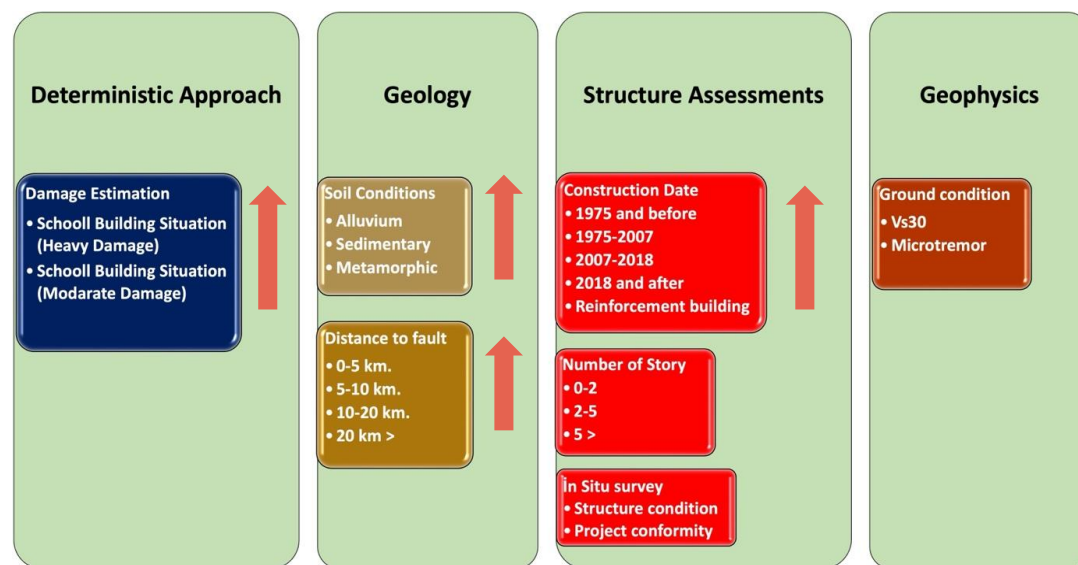 Deterministic Approach
Damage Estimation
• Schooll Building Situation
(Heavy Damage)
• Schooll Building Situation
(Modarate Damage)
Geology
Soil Conditions
• Alluvium
• Sedimentary
• Metamorphic
Distance to fault
• 0-5 km.
• 5-10 km.
• 10-20 km.
• 20 km >
Structure Assessments
Construction Date
• 1975 and before
• 1975-2007
• 2007-2018
• 2018 and after
• Reinforcement building
Number of Story
• 0-2
• 2-5
• 5 >
İn Situ survey
• Structure condition
• Project conformity
Geophysics
Ground condition
• Vs30
• Microtremor